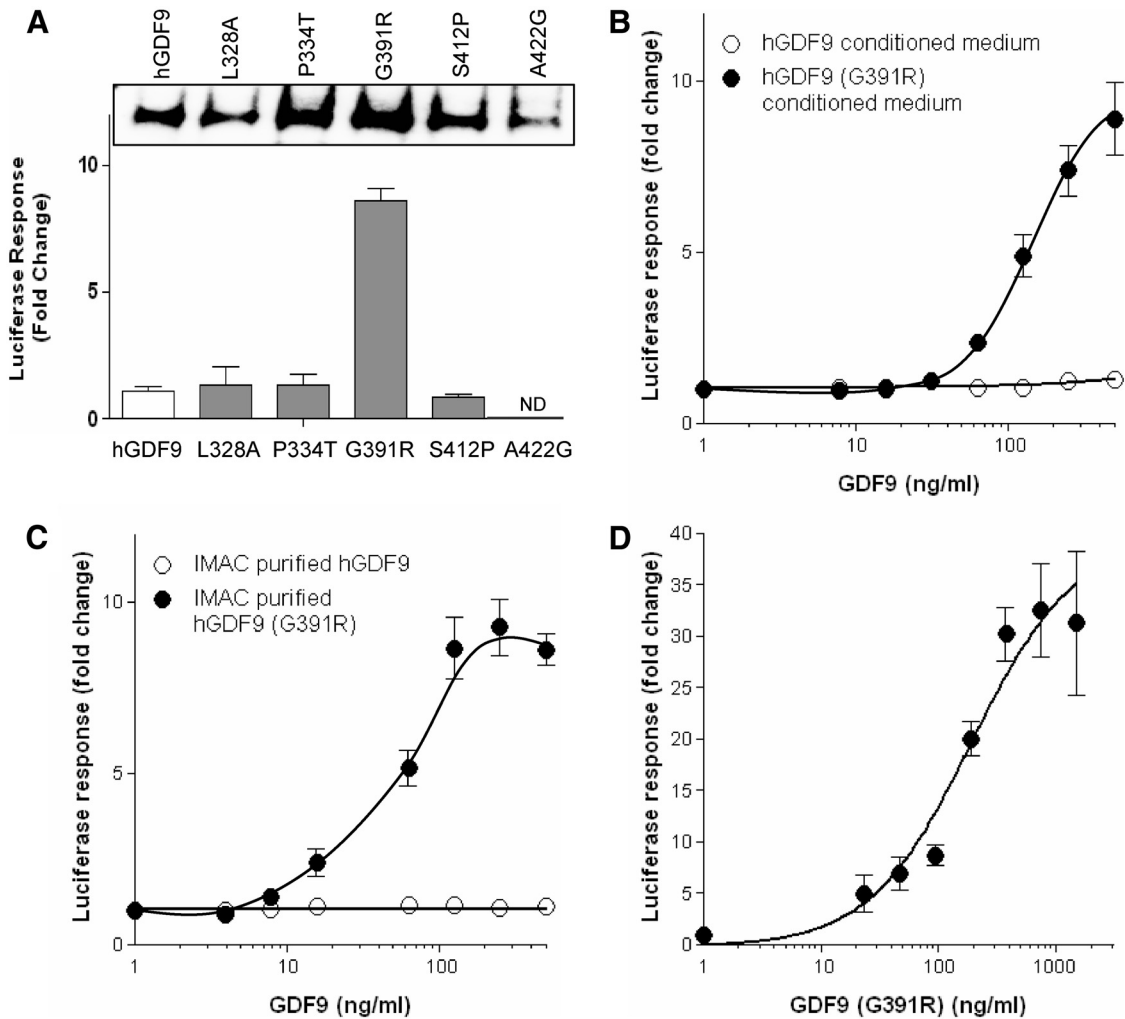 A
hGDF9 L328A P334T G391R S412P A422G
Luciferase Response
(Fold Change)
10
5
0
ND
hGDF9 L328A P334T G391R S412P A422G
B
hGDF9 conditioned medium
hGDF9 (G391R)
conditioned medium
Luciferase response (fold change)
10
5
0
1 10 100
GDF9 (ng/ml)
C
IMAC purified hGDF9
IMAC purified
hGDF9 (G391R)
Luciferase response (fold change)
10
5
0
1 10 100
GDF9 (ng/ml)
D
Luciferase response (fold change)
40
35
30
25
20
15
10
5
0
1 10 100 1000
GDF9 (G391R) (ng/ml)